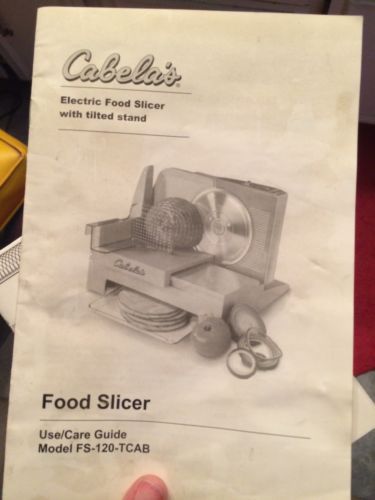 Cabela's®
Electric Food Slicer
with tilted stand
Cabela's
Food Slicer
Use/Care Guide
Model FS-120-TCAB